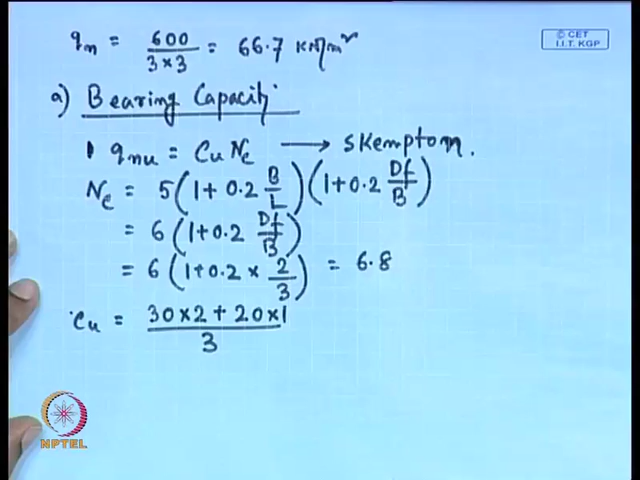 qn = 600 / 3×3 = 66.7 kN/m²
© CET
I.I.T. KGP
a) Bearing Capacity
qnu = Cu Nc → Skemptom.
Nc = 5 (1 + 0.2 B/L) (1 + 0.2 Df/B)
= 6 (1 + 0.2 Df/B)
= 6 (1 + 0.2 × 2/3) = 6.8
Cu = 30×2 + 20×1 / 3
NPTEL